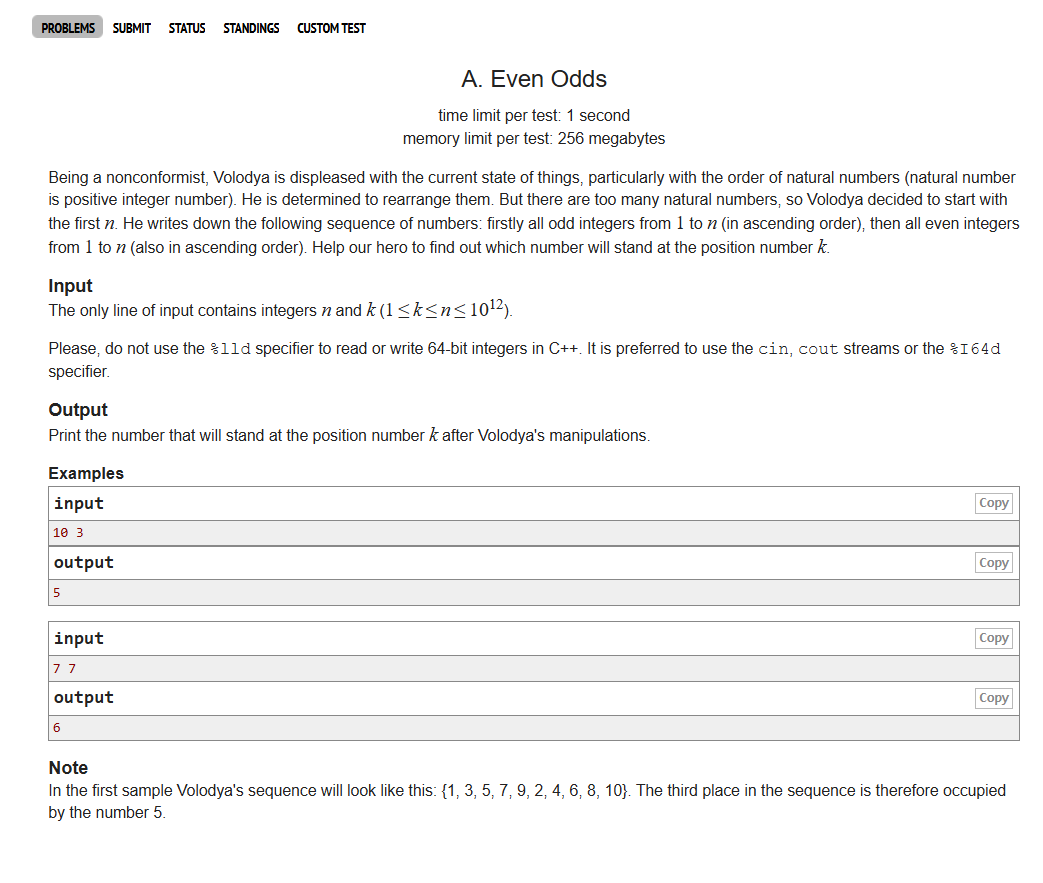 PROBLEMS SUBMIT STATUS STANDINGS CUSTOM TEST
A. Even Odds
time limit per test: 1 second
memory limit per test: 256 megabytes
Being a nonconformist, Volodya is displeased with the current state of things, particularly with the order of natural numbers (natural number
is positive integer number). He is determined to rearrange them. But there are too many natural numbers, so Volodya decided to start with
the first n. He writes down the following sequence of numbers: firstly all odd integers from 1 to n (in ascending order), then all even integers
from 1 to n (also in ascending order). Help our hero to find out which number will stand at the position number k.
Input
The only line of input contains integers n and k (1 ≤ k ≤ n ≤ 10¹²).
Please, do not use the %lld specifier to read or write 64-bit integers in C++. It is preferred to use the cin, cout streams or the %I64d
specifier.
Output
Print the number that will stand at the position number k after Volodya's manipulations.
Examples
input Copy
10 3
output Copy
5
input Copy
7 7
output Copy
6
Note
In the first sample Volodya's sequence will look like this: {1, 3, 5, 7, 9, 2, 4, 6, 8, 10}. The third place in the sequence is therefore occupied
by the number 5.